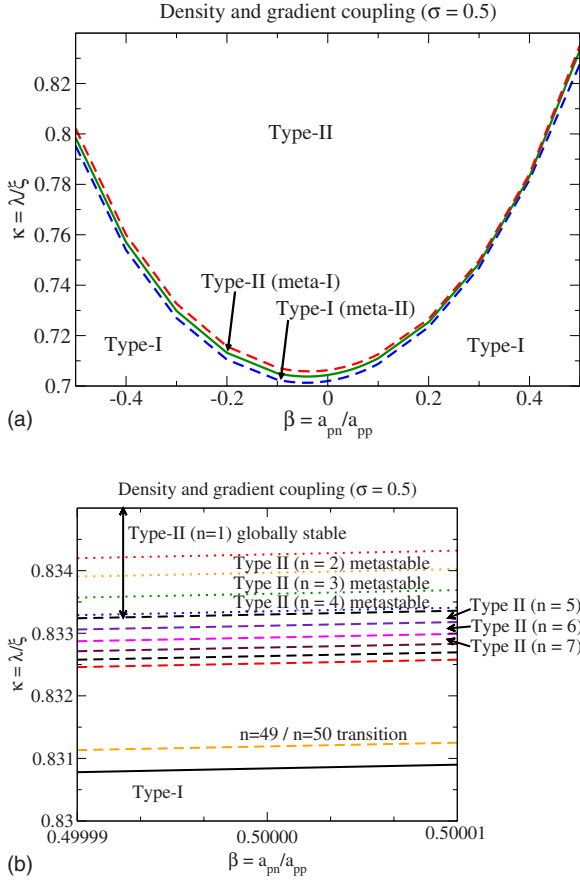 Density and gradient coupling (σ = 0.5)
0.82
0.8
0.78
0.76
0.74
0.72
0.7
κ = λ/ξ
Type-II
Type-II (meta-I)
Type-I (meta-II)
Type-I
Type-I
-0.4
-0.2
0
0.2
0.4
β = a_pn/a_pp
(a)
Density and gradient coupling (σ = 0.5)
Type-II (n=1) globally stable
Type II (n = 2) metastable
Type II (n = 3) metastable
Type II (n = 4) metastable
Type II (n = 5)
Type II (n = 6)
Type II (n = 7)
n=49 / n=50 transition
Type-I
0.834
0.833
0.832
0.831
0.83
κ = λ/ξ
0.49999
0.50000
0.50001
β = a_pn/a_pp
(b)